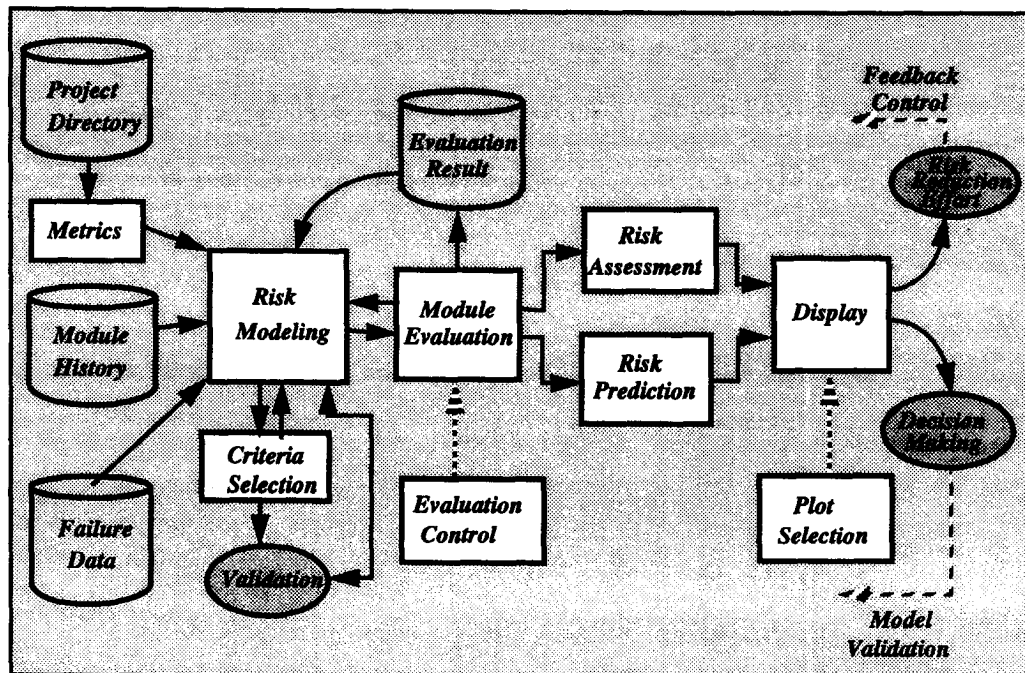 Project
Directory
Metrics
Module
History
Failure
Data
Risk
Modeling
Criteria
Selection
Validation
Evaluation
Result
Module
Evaluation
Evaluation
Control
Risk
Assessment
Risk
Prediction
Display
Plot
Selection
Feedback
Control
Risk
Reduction
Effort
Decision
Making
Model
Validation